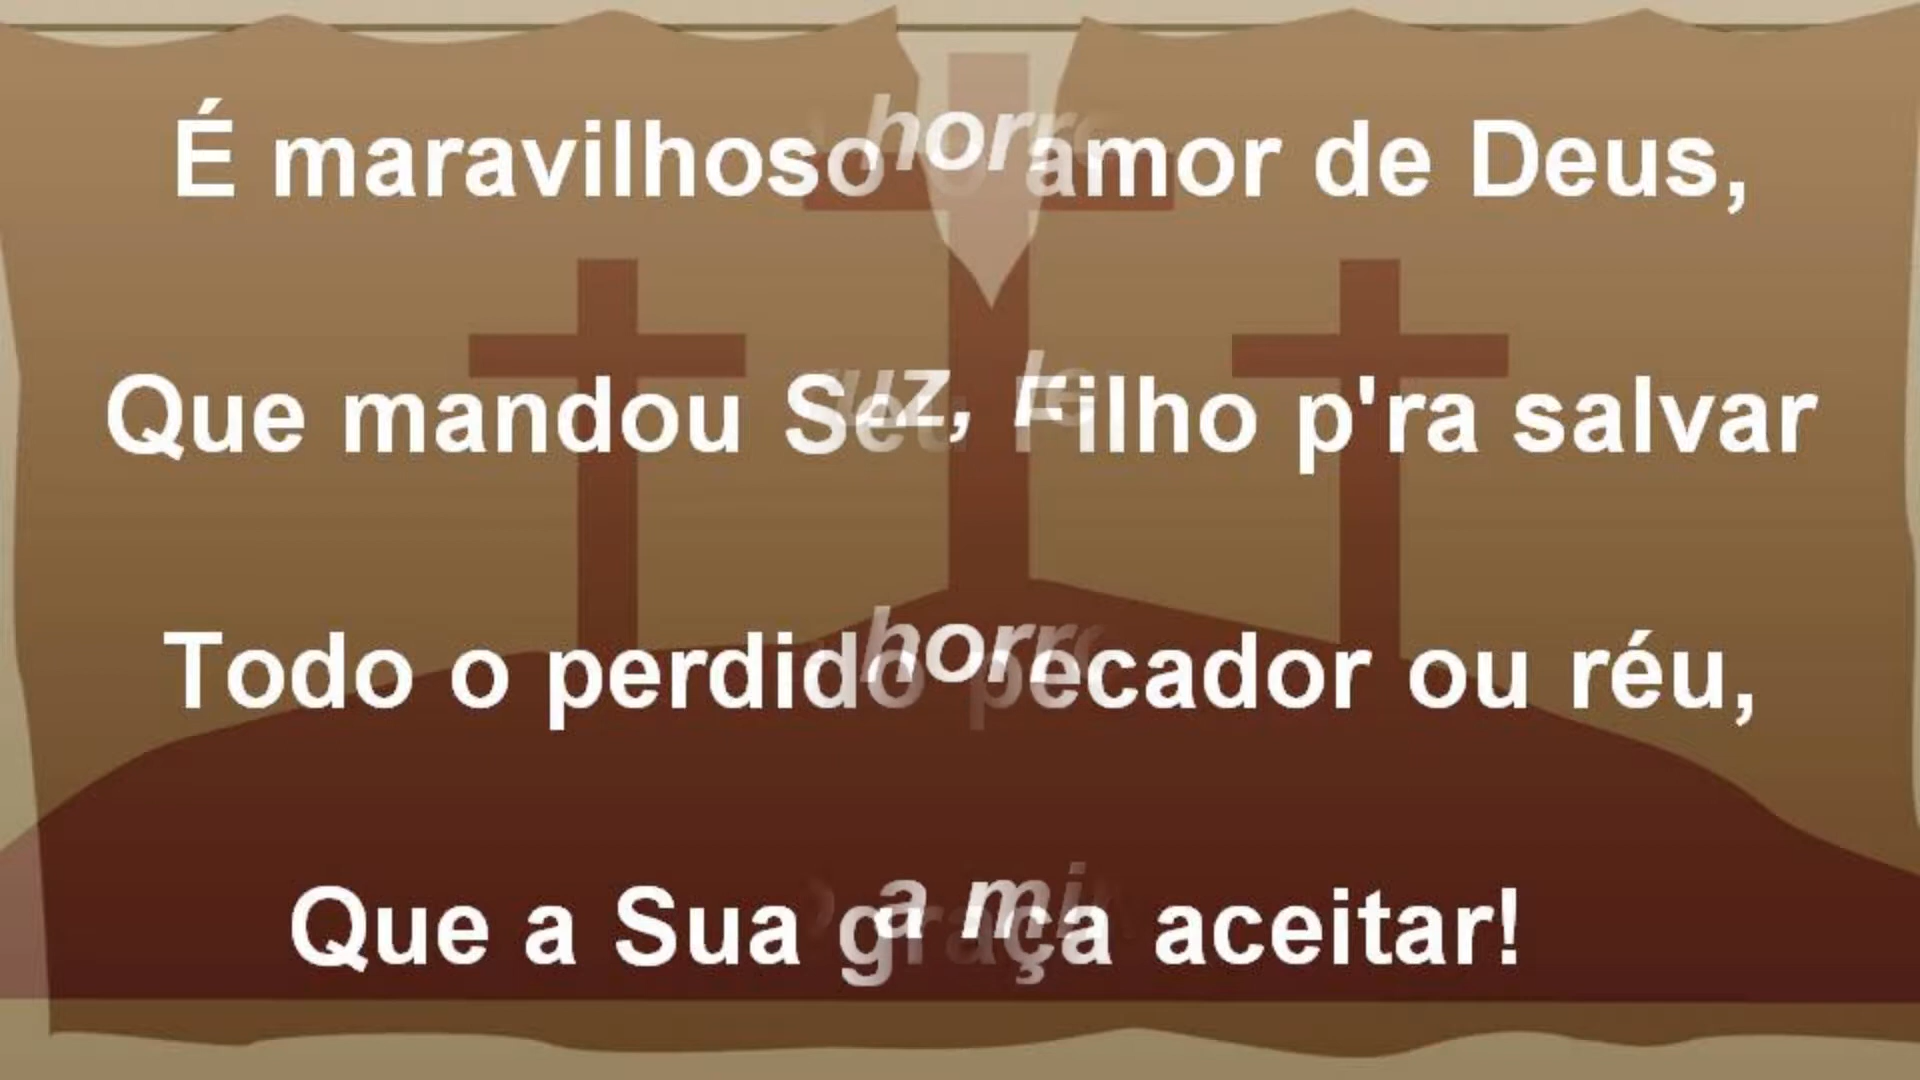 É maravilhoso o amor de Deus,
Que mandou Seu Filho p'ra salvar
Todo o perdido pecador ou réu,
Que a Sua graça aceitar!